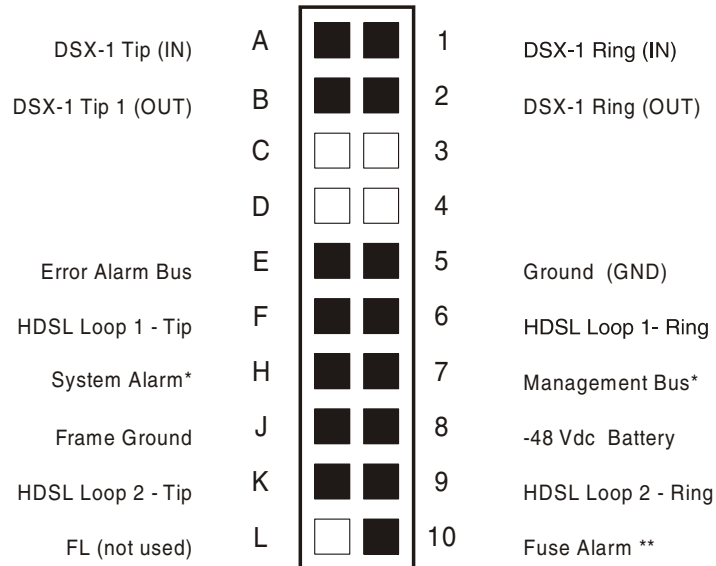 DSX-1 Tip (IN) A 1 DSX-1 Ring (IN)
DSX-1 Tip 1 (OUT) B 2 DSX-1 Ring (OUT)
C 3
D 4
Error Alarm Bus E 5 Ground (GND)
HDSL Loop 1 - Tip F 6 HDSL Loop 1- Ring
System Alarm* H 7 Management Bus*
Frame Ground J 8 -48 Vdc Battery
HDSL Loop 2 - Tip K 9 HDSL Loop 2 - Ring
FL (not used) L 10 Fuse Alarm **